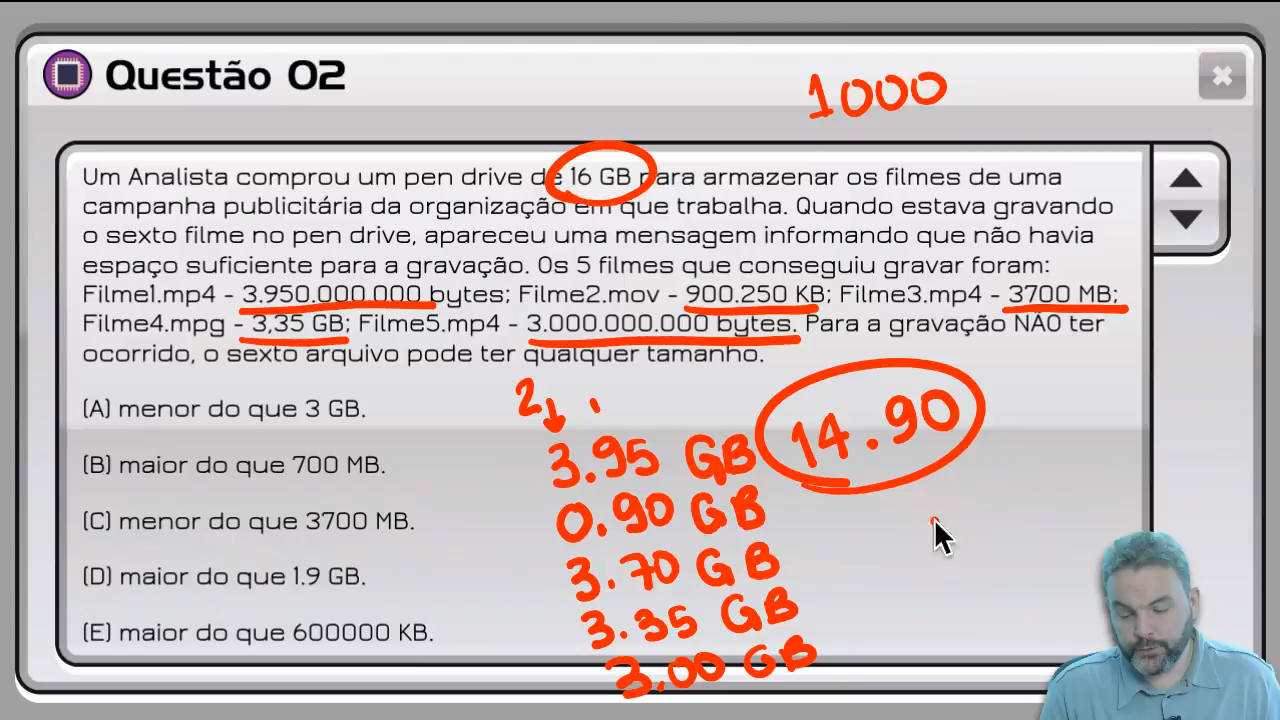 Questão 02
1000
Um Analista comprou um pen drive de 16 GB para armazenar os filmes de uma
campanha publicitária da organização em que trabalha. Quando estava gravando
o sexto filme no pen drive, apareceu uma mensagem informando que não havia
espaço suficiente para a gravação. Os 5 filmes que conseguiu gravar foram:
Filme1.mp4 - 3.950.000.000 bytes; Filme2.mov - 900.250 KB; Filme3.mp4 - 3700 MB;
Filme4.mpg - 3,35 GB; Filme5.mp4 - 3.000.000.000 bytes. Para a gravação NÃO ter
ocorrido, o sexto arquivo pode ter qualquer tamanho.
(A) menor do que 3 GB.
(B) maior do que 700 MB.
(C) menor do que 3700 MB.
(D) maior do que 1.9 GB.
(E) maior do que 600000 KB.
2
3.95 GB
0.90 GB
3.70 GB
3.35 GB
3.00 GB
14.90